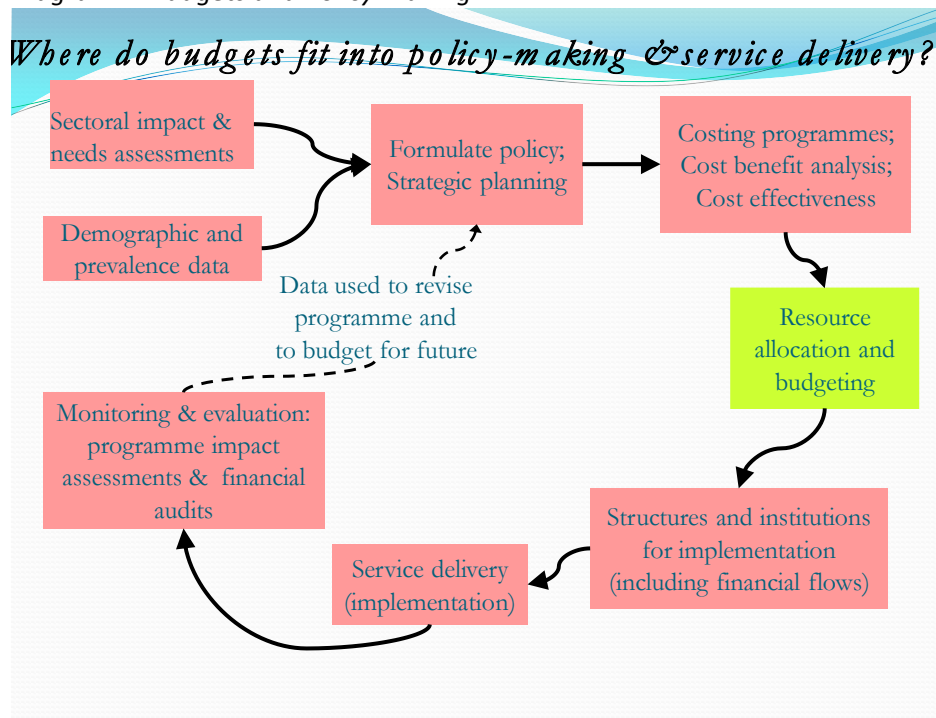 Where do budgets fit into policy-making & service delivery?
Sectoral impact &
needs assessments
Formulate policy;
Strategic planning
Costing programmes;
Cost benefit analysis;
Cost effectiveness
Demographic and
prevalence data
Data used to revise
programme and
to budget for future
Resource
allocation and
budgeting
Monitoring & evaluation:
programme impact
assessments & financial
audits
Structures and institutions
for implementation
(including financial flows)
Service delivery
(implementation)